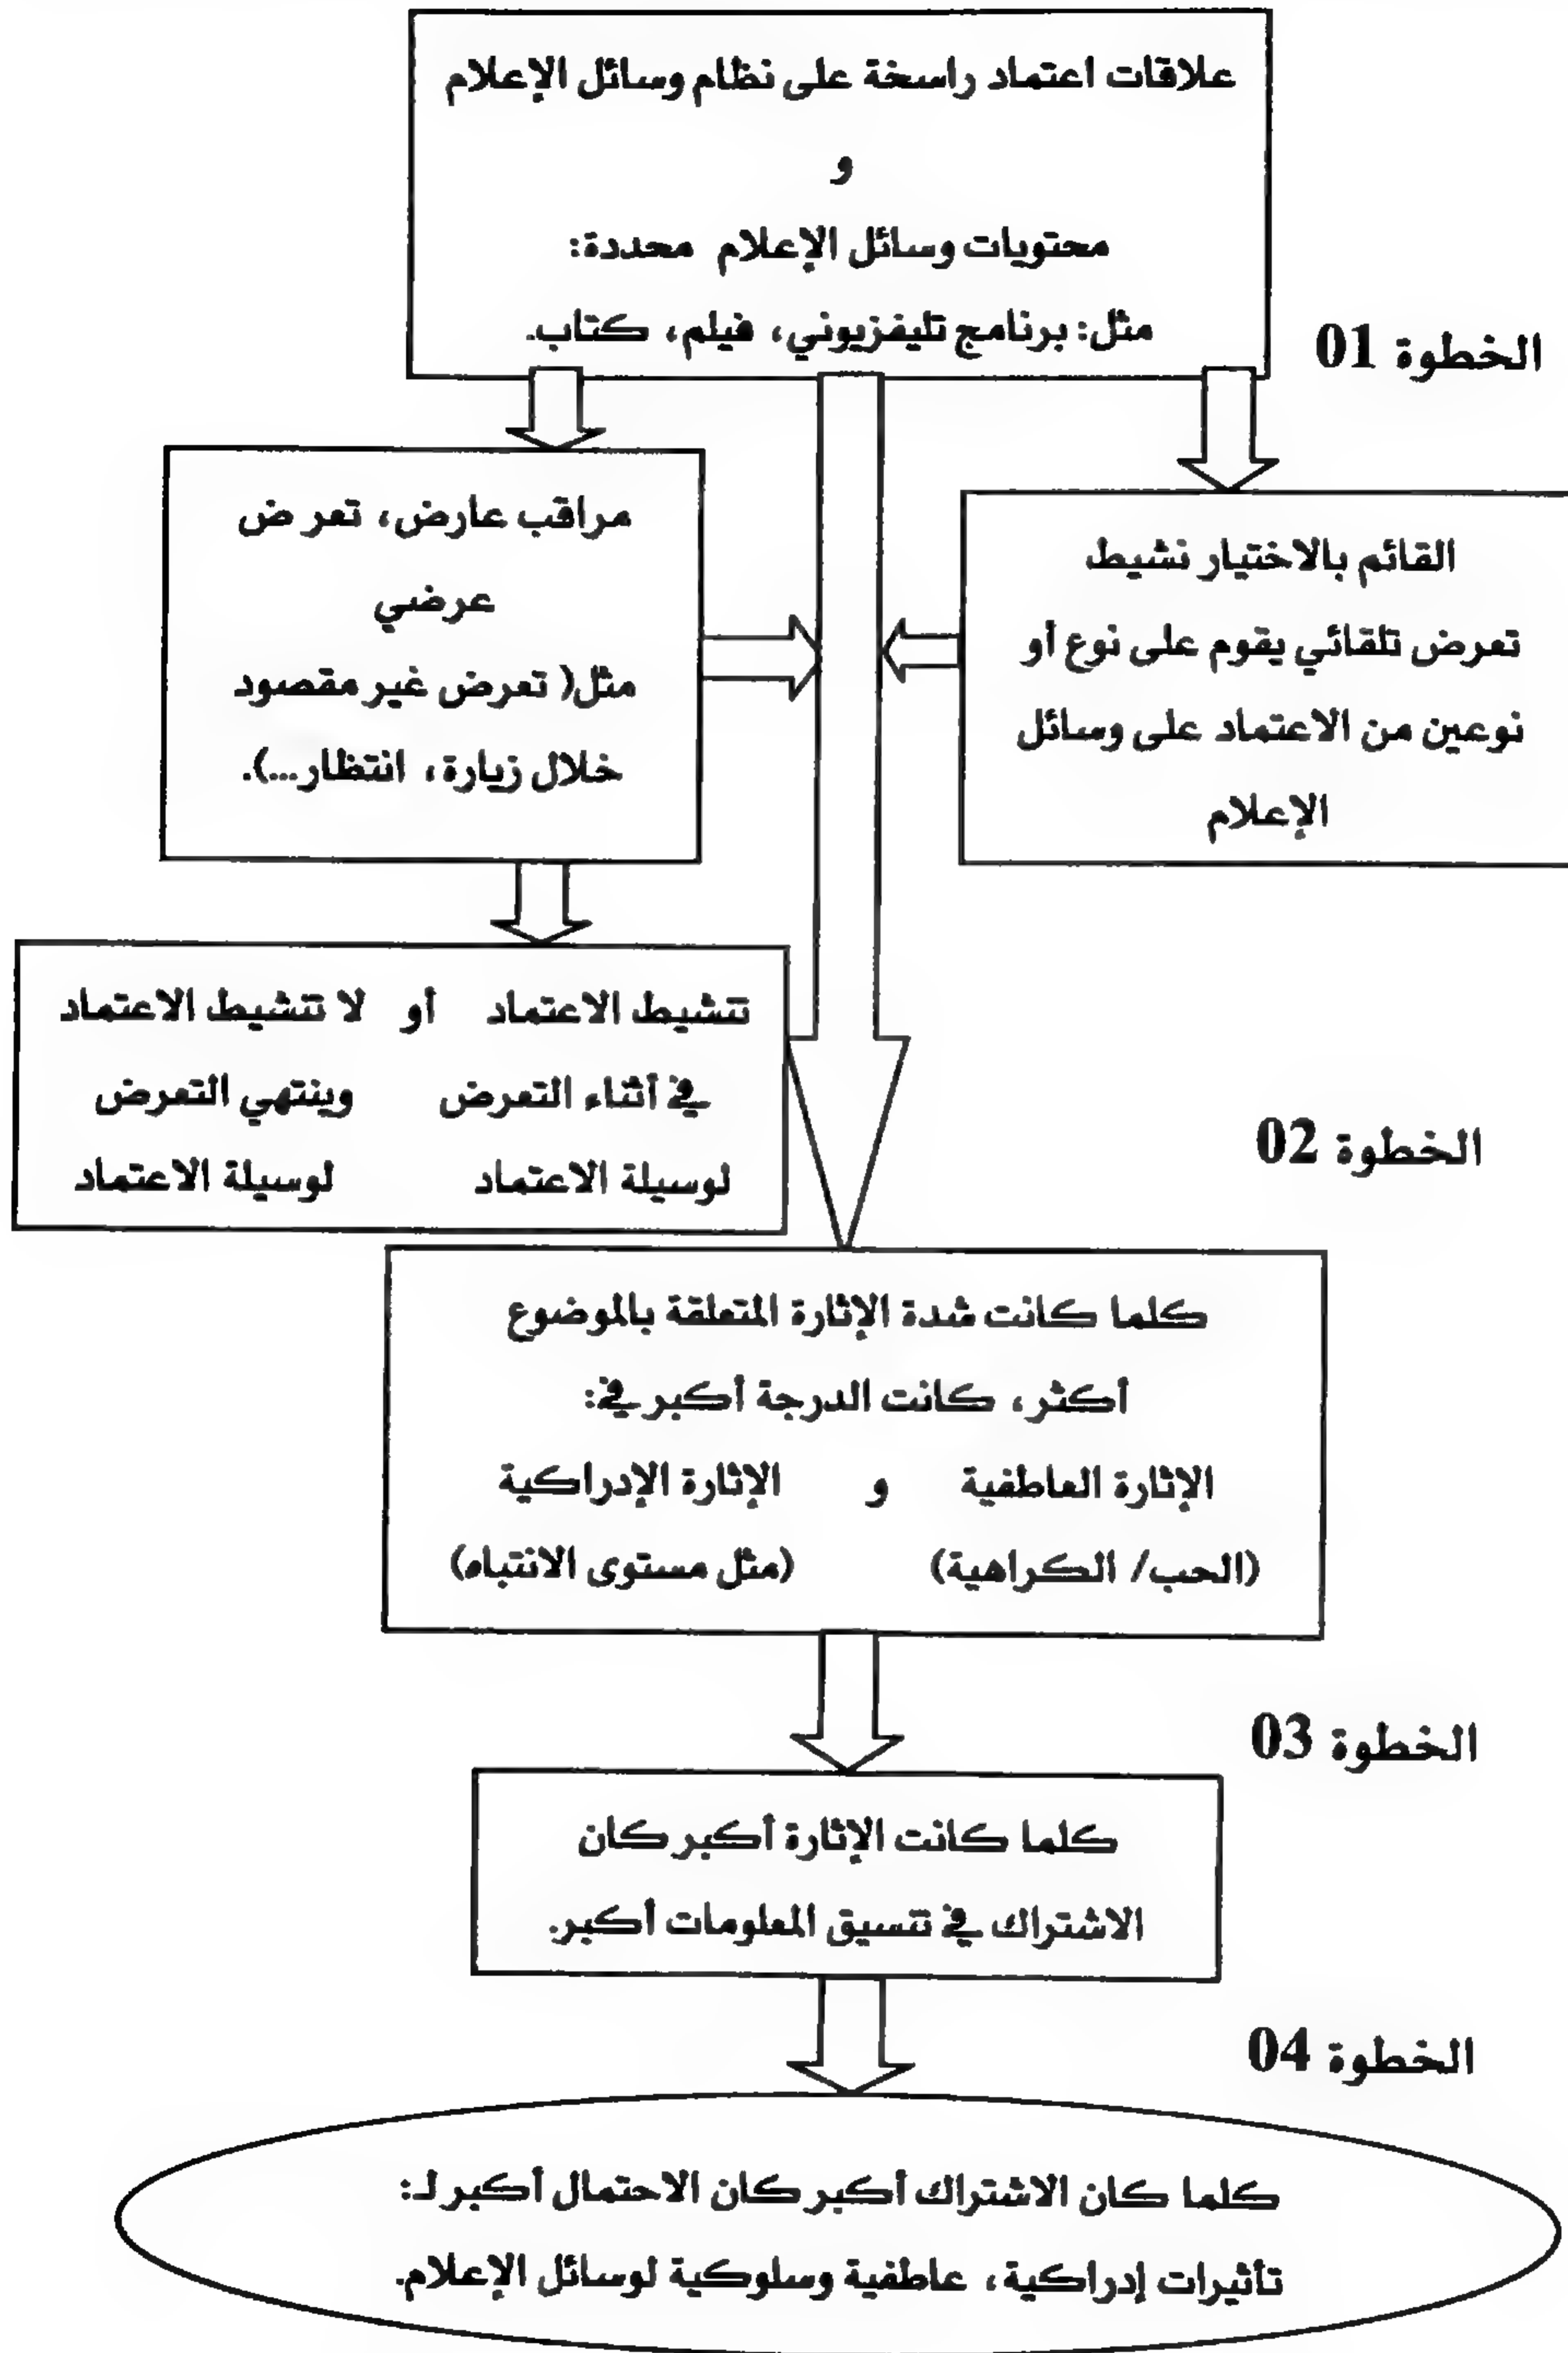 علاقات اعتماد راسخة على نظام وسائل الإعلام
و
محتويات وسائل الإعلام محددة:
مثل: برنامج تليفزيوني، فيلم، كتاب.
الخطوة 01
القائم بالاختيار نشيط
تعرض تلقائي يقوم على نوع أو
نوعين من الاعتماد على وسائل
الإعلام
مراقب عارض، تعر ض
عرضي
مثل( تعرض غير مقصود
خلال زيارة، انتظار...).
تنشيط الاعتماد أو لا تنشيط الاعتماد
في أثناء التعرض وينتهي التعرض
لوسيلة الاعتماد لوسيلة الاعتماد
الخطوة 02
كلما كانت شدة الإثارة المتعلقة بالموضوع
أكثر، كانت الدرجة أكبر في:
الإثارة العاطفية و الإثارة الإدراكية
(الحب/ الكراهية) (مثل مستوى الانتباه)
الخطوة 03
كلما كانت الإثارة أكبر كان
الاشتراك في تنسيق المعلومات أكبر.
الخطوة 04
كلما كان الاشتراك أكبر كان الاحتمال أكبر لـ:
تأثيرات إدراكية، عاطفية وسلوكية لوسائل الإعلام.